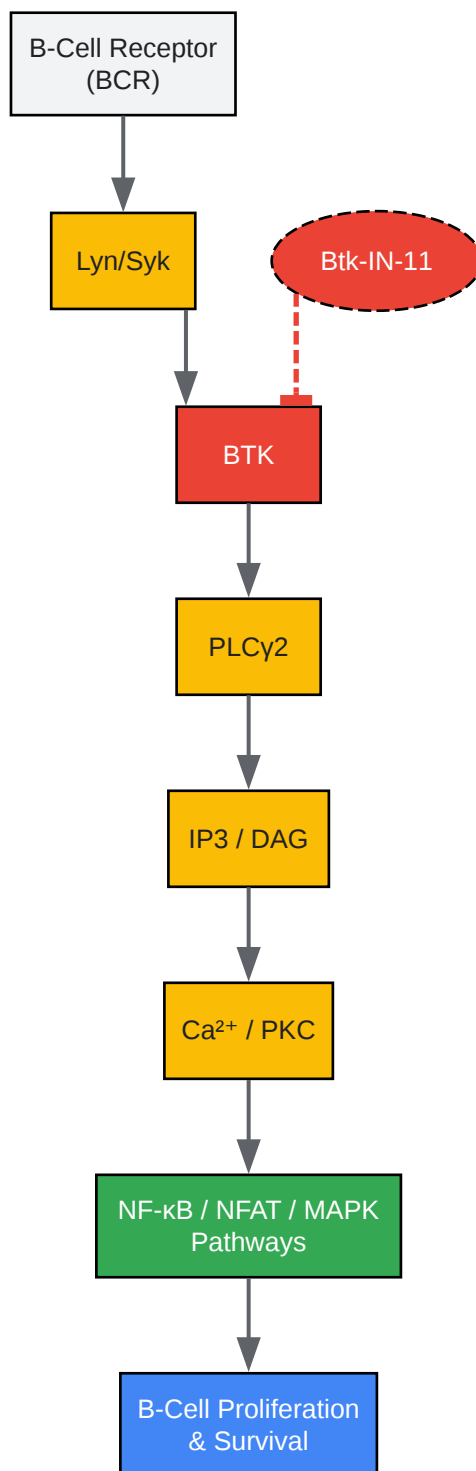 B-Cell Receptor
(BCR)
Lyn/Syk
Btk-IN-11
BTK
PLCγ2
IP3 / DAG
Ca²⁺ / PKC
NF-κB / NFAT / MAPK
Pathways
B-Cell Proliferation
& Survival